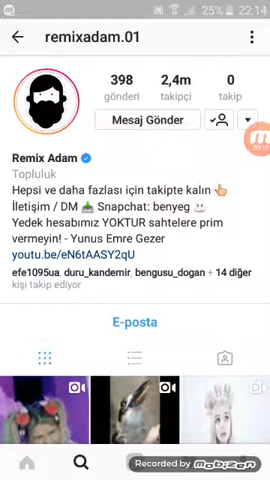 25% 22:14
remixadam.01
398 2,4m 0
gönderi takipçi takip
Mesaj Gönder
Remix Adam
Topluluk
Hepsi ve daha fazlası için takipte kalın
İletişim / DM Snapchat: benyeg
Yedek hesabımız YOKTUR sahtelere prim
vermeyin! - Yunus Emre Gezer
youtu.be/eN6tAASY2qU
efe1095ua, duru_kandemir, bengusu_dogan + 14 diğer
kişi takip ediyor
E-posta
Recorded by mobizen